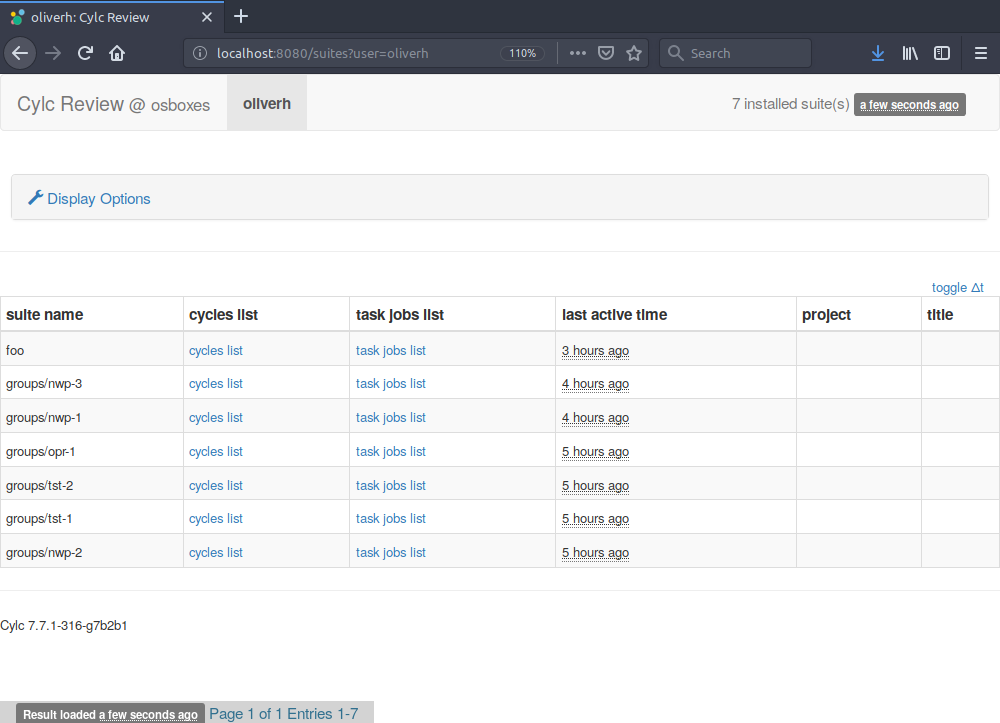 oliverh: Cylc Review
localhost:8080/suites?user=oliverh 110% Search
Cylc Review @ osboxes oliverh 7 installed suite(s) a few seconds ago
Display Options
toggle Δt
suite name cycles list task jobs list last active time project title
foo cycles list task jobs list 3 hours ago
groups/nwp-3 cycles list task jobs list 4 hours ago
groups/nwp-1 cycles list task jobs list 4 hours ago
groups/opr-1 cycles list task jobs list 5 hours ago
groups/tst-2 cycles list task jobs list 5 hours ago
groups/tst-1 cycles list task jobs list 5 hours ago
groups/nwp-2 cycles list task jobs list 5 hours ago
Cylc 7.7.1-316-g7b2b1
Result loaded a few seconds ago Page 1 of 1 Entries 1-7